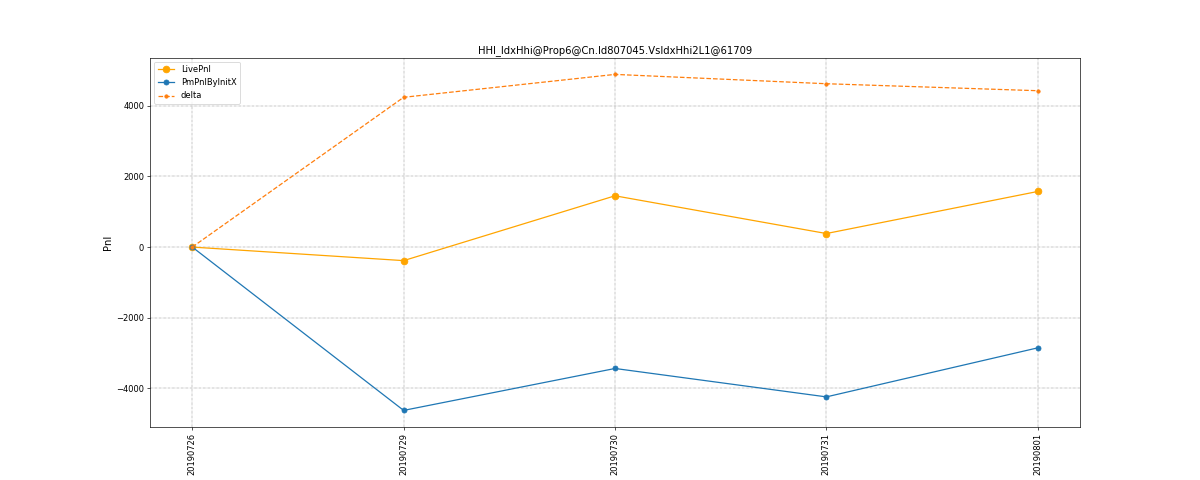 HHI_IdxHhi@Prop6@Cn.Id807045.VsIdxHhi2L1@61709
LivePnl
PmPnlByInitX
delta
4000
2000
0
−2000
−4000
Pnl
20190726
20190729
20190730
20190731
20190801